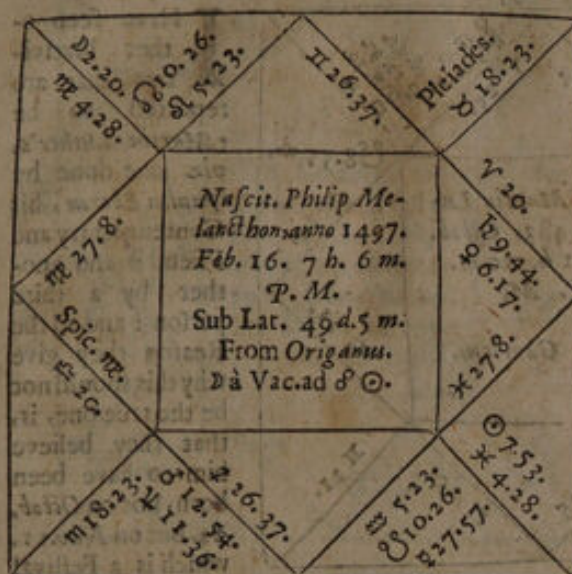 ☽2.20.
♍ 4.28.
☊10.26.
♌ 5.23.
♊26.37.
Pleiades.
♉ 18.23.
♈ 20.
♄9.44.
♀6.17.
♓27.8.
♍ 27.8.
Spic. ♍.
♎ 20.
Naſcit. Philip Me-
lancthon, anno 1497.
Feb. 16. 7 h. 6 m.
P. M.
Sub Lat. 49d.5 m.
From Origanus.
☽ à Vac.ad ☍ ☉.
☉7.53.
♓ 4.28.
♏18.23.
♂12.54.
♃11.36.
♐26.37.
♒ 5.23.
☋10.26.
☿27.57.